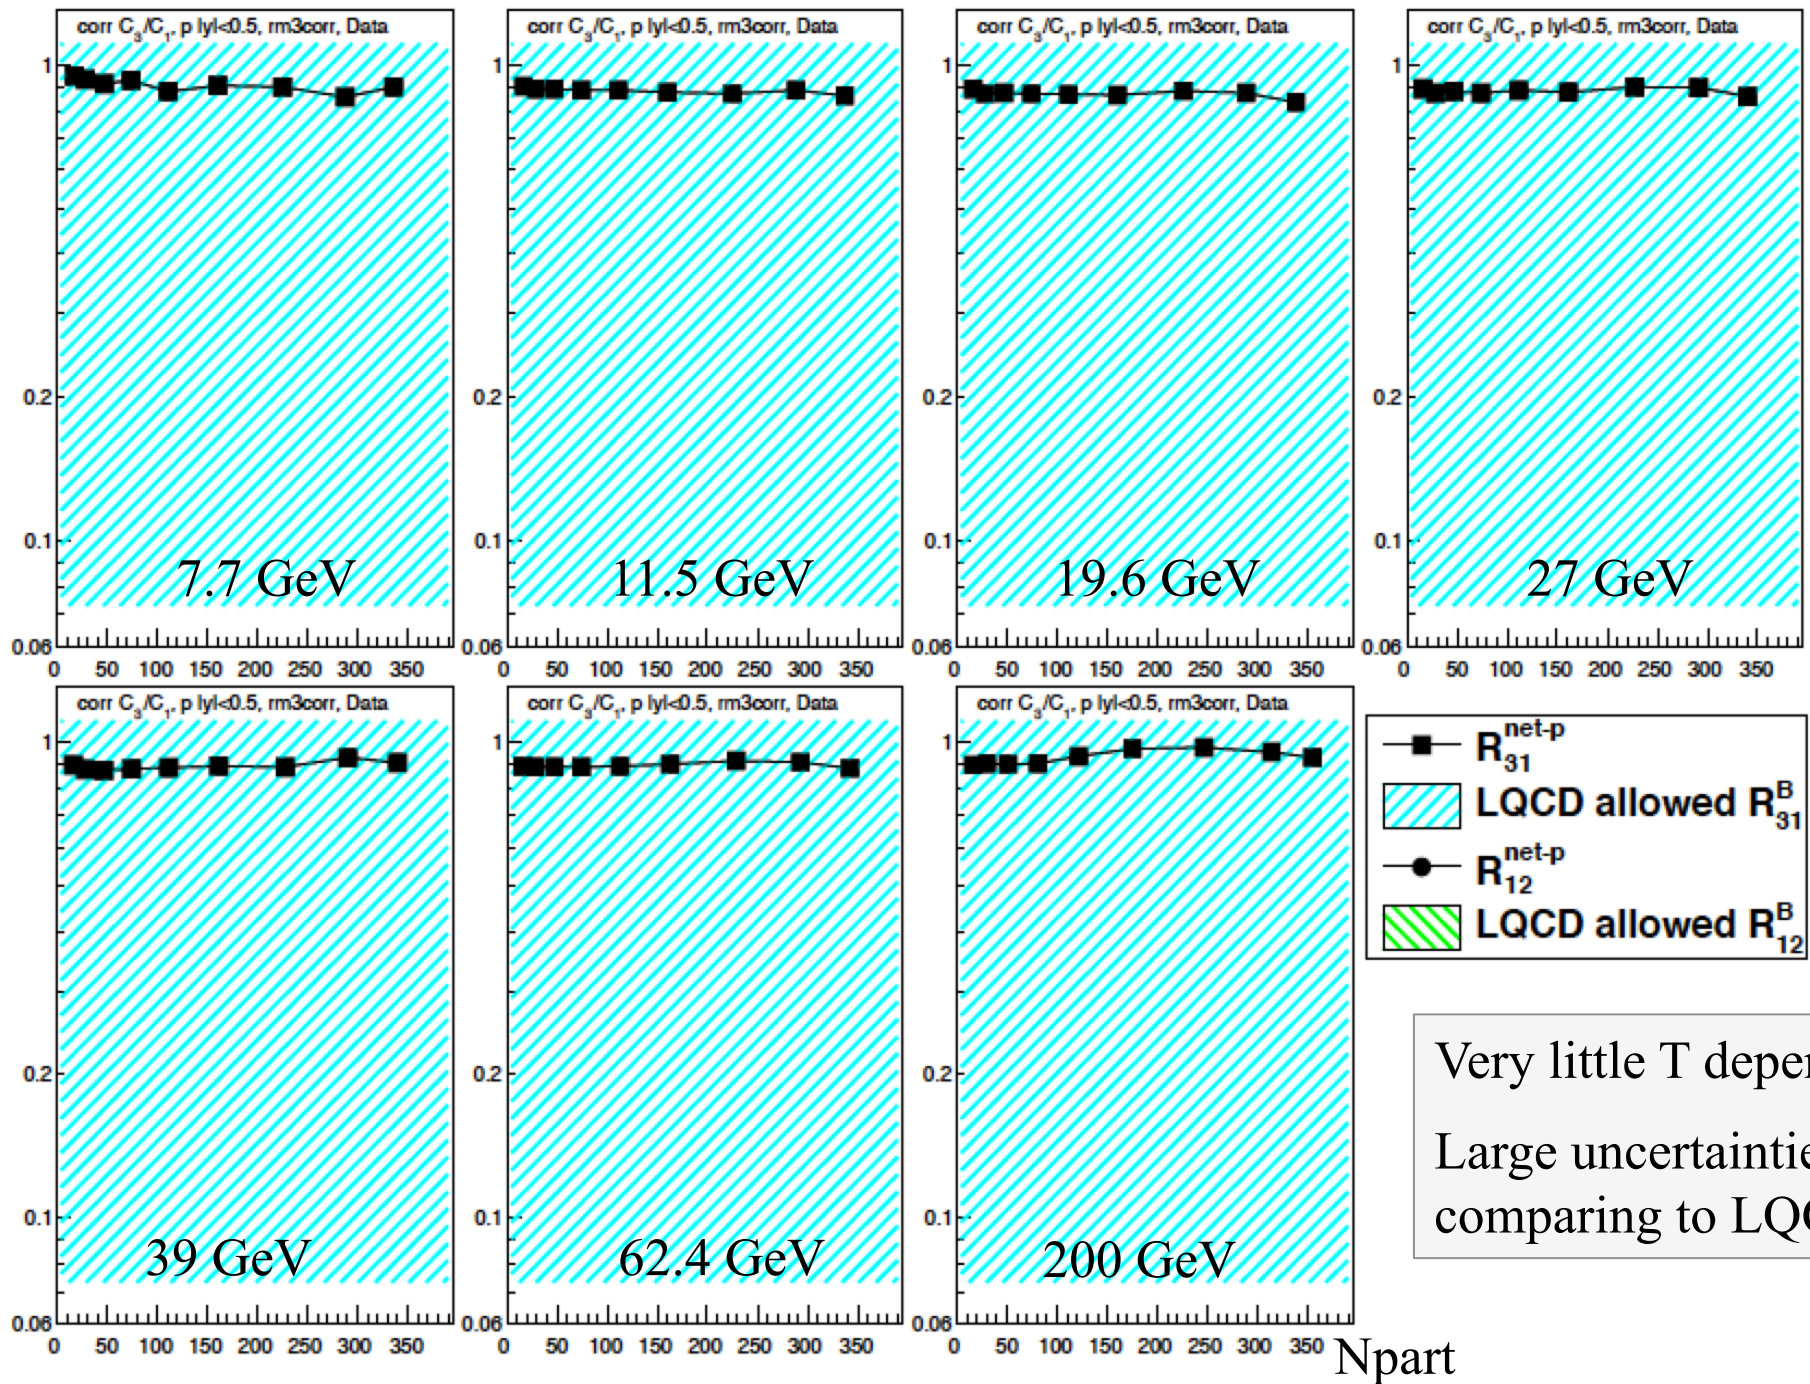 corr C3/C1, p |y|<0.5, rm3corr, Data
1
0.2
0.1
0.06
7.7 GeV
0 50 100 150 200 250 300 350
corr C3/C1, p |y|<0.5, rm3corr, Data
1
0.2
0.1
0.06
11.5 GeV
0 50 100 150 200 250 300 350
corr C3/C1, p |y|<0.5, rm3corr, Data
1
0.2
0.1
0.06
19.6 GeV
0 50 100 150 200 250 300 350
corr C3/C1, p |y|<0.5, rm3corr, Data
1
0.2
0.1
0.06
27 GeV
0 50 100 150 200 250 300 350
corr C3/C1, p |y|<0.5, rm3corr, Data
1
0.2
0.1
0.06
39 GeV
0 50 100 150 200 250 300 350
corr C3/C1, p |y|<0.5, rm3corr, Data
1
0.2
0.1
0.06
62.4 GeV
0 50 100 150 200 250 300 350
corr C3/C1, p |y|<0.5, rm3corr, Data
1
0.2
0.1
0.06
200 GeV
0 50 100 150 200 250 300 350
Npart
R31^net-p
LQCD allowed R31^B
R12^net-p
LQCD allowed R12^B
Very little T
Large
comparing to